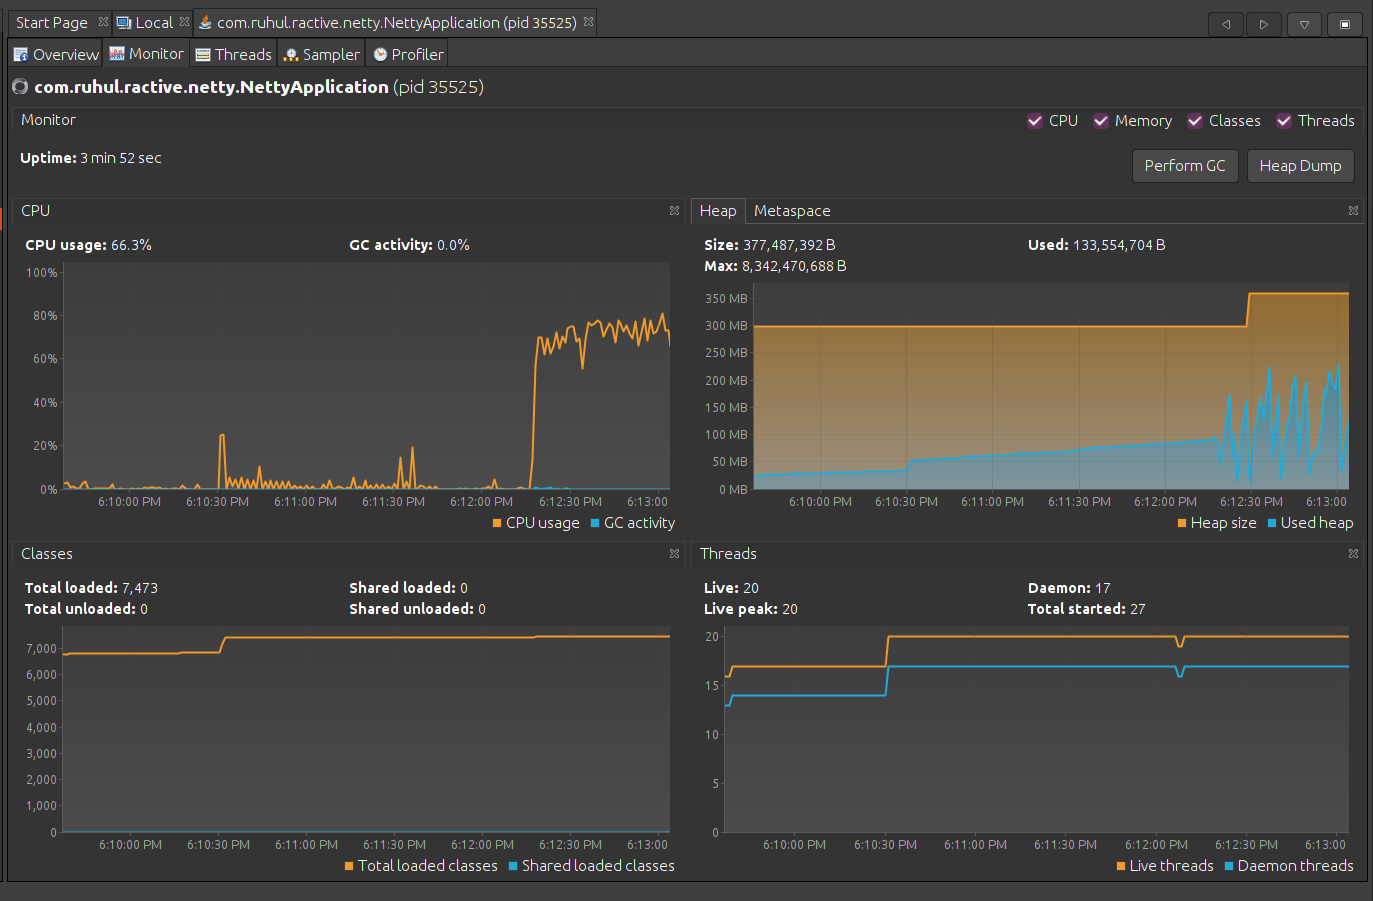 Start Page Local com.ruhul.ractive.netty.NettyApplication (pid 35525)
Overview Monitor Threads Sampler Profiler
com.ruhul.ractive.netty.NettyApplication (pid 35525)
Monitor CPU Memory Classes Threads
Uptime: 3 min 52 sec
Perform GC Heap Dump
CPU
CPU usage: 66.3% GC activity: 0.0%
100%
80%
60%
40%
20%
0%
6:10:00 PM 6:10:30 PM 6:11:00 PM 6:11:30 PM 6:12:00 PM 6:12:30 PM 6:13:00
CPU usage GC activity
Heap Metaspace
Size: 377,487,392 B Used: 133,554,704 B
Max: 8,342,470,688 B
350 MB
300 MB
250 MB
200 MB
150 MB
100 MB
50 MB
0 MB
6:10:00 PM 6:10:30 PM 6:11:00 PM 6:11:30 PM 6:12:00 PM 6:12:30 PM 6:13:00
Heap size Used heap
Classes
Total loaded: 7,473 Shared loaded: 0
Total unloaded: 0 Shared unloaded: 0
7,000
6,000
5,000
4,000
3,000
2,000
1,000
0
6:10:00 PM 6:10:30 PM 6:11:00 PM 6:11:30 PM 6:12:00 PM 6:12:30 PM 6:13:00
Total loaded classes Shared loaded classes
Threads
Live: 20 Daemon: 17
Live peak: 20 Total started: 27
20
15
10
5
0
6:10:00 PM 6:10:30 PM 6:11:00 PM 6:11:30 PM 6:12:00 PM 6:12:30 PM 6:13:00
Live threads Daemon threads